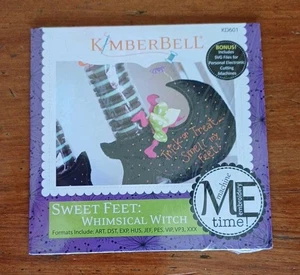 KD601
KIMBERBELL
BONUS!
Includes
SVG Files for
Personal Electronic
Cutting
Machines
Trick or Treat
Smell my
Feet!
SWEET FEET:
WHIMSICAL WITCH
Formats Include: ART, DST, EXP, HUS, JEF, PES, VIP, VP3, XXX
machine
ME
time!